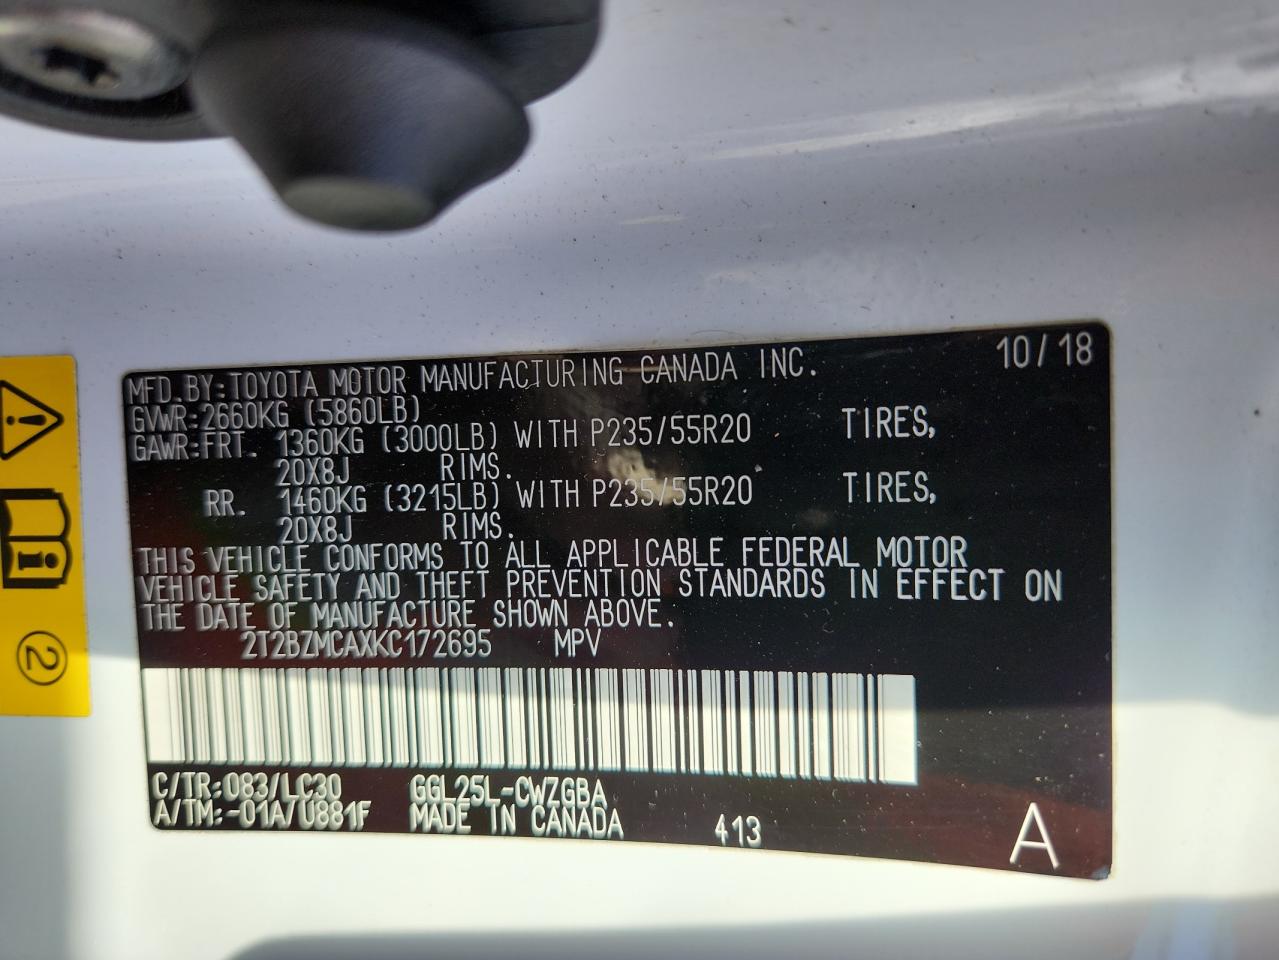 MFD.BY:TOYOTA MOTOR MANUFACTURING CANADA INC. 10/18
GVWR:2660KG (5860LB)
GAWR:FRT. 1360KG (3000LB) WITH P235/55R20 TIRES,
20X8J RIMS.
RR. 1460KG (3215LB) WITH P235/55R20 TIRES,
20X8J RIMS.
THIS VEHICLE CONFORMS TO ALL APPLICABLE FEDERAL MOTOR
VEHICLE SAFETY AND THEFT PREVENTION STANDARDS IN EFFECT ON
THE DATE OF MANUFACTURE SHOWN ABOVE.
2T2BZMCAXKC172695 MPV
C/TR:083/LC30 GGL25L-CWZGBA
A/TM:-01A/U881F MADE IN CANADA 413 A
2